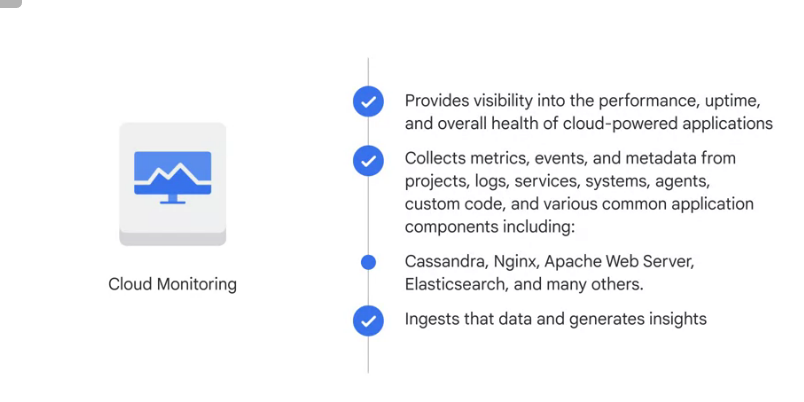 Provides visibility into the performance, uptime,
and overall health of cloud-powered applications
Collects metrics, events, and metadata from
projects, logs, services, systems, agents,
custom code, and various common application
components including:
Cassandra, Nginx, Apache Web Server,
Elasticsearch, and many others.
Ingests that data and generates insights
Cloud Monitoring